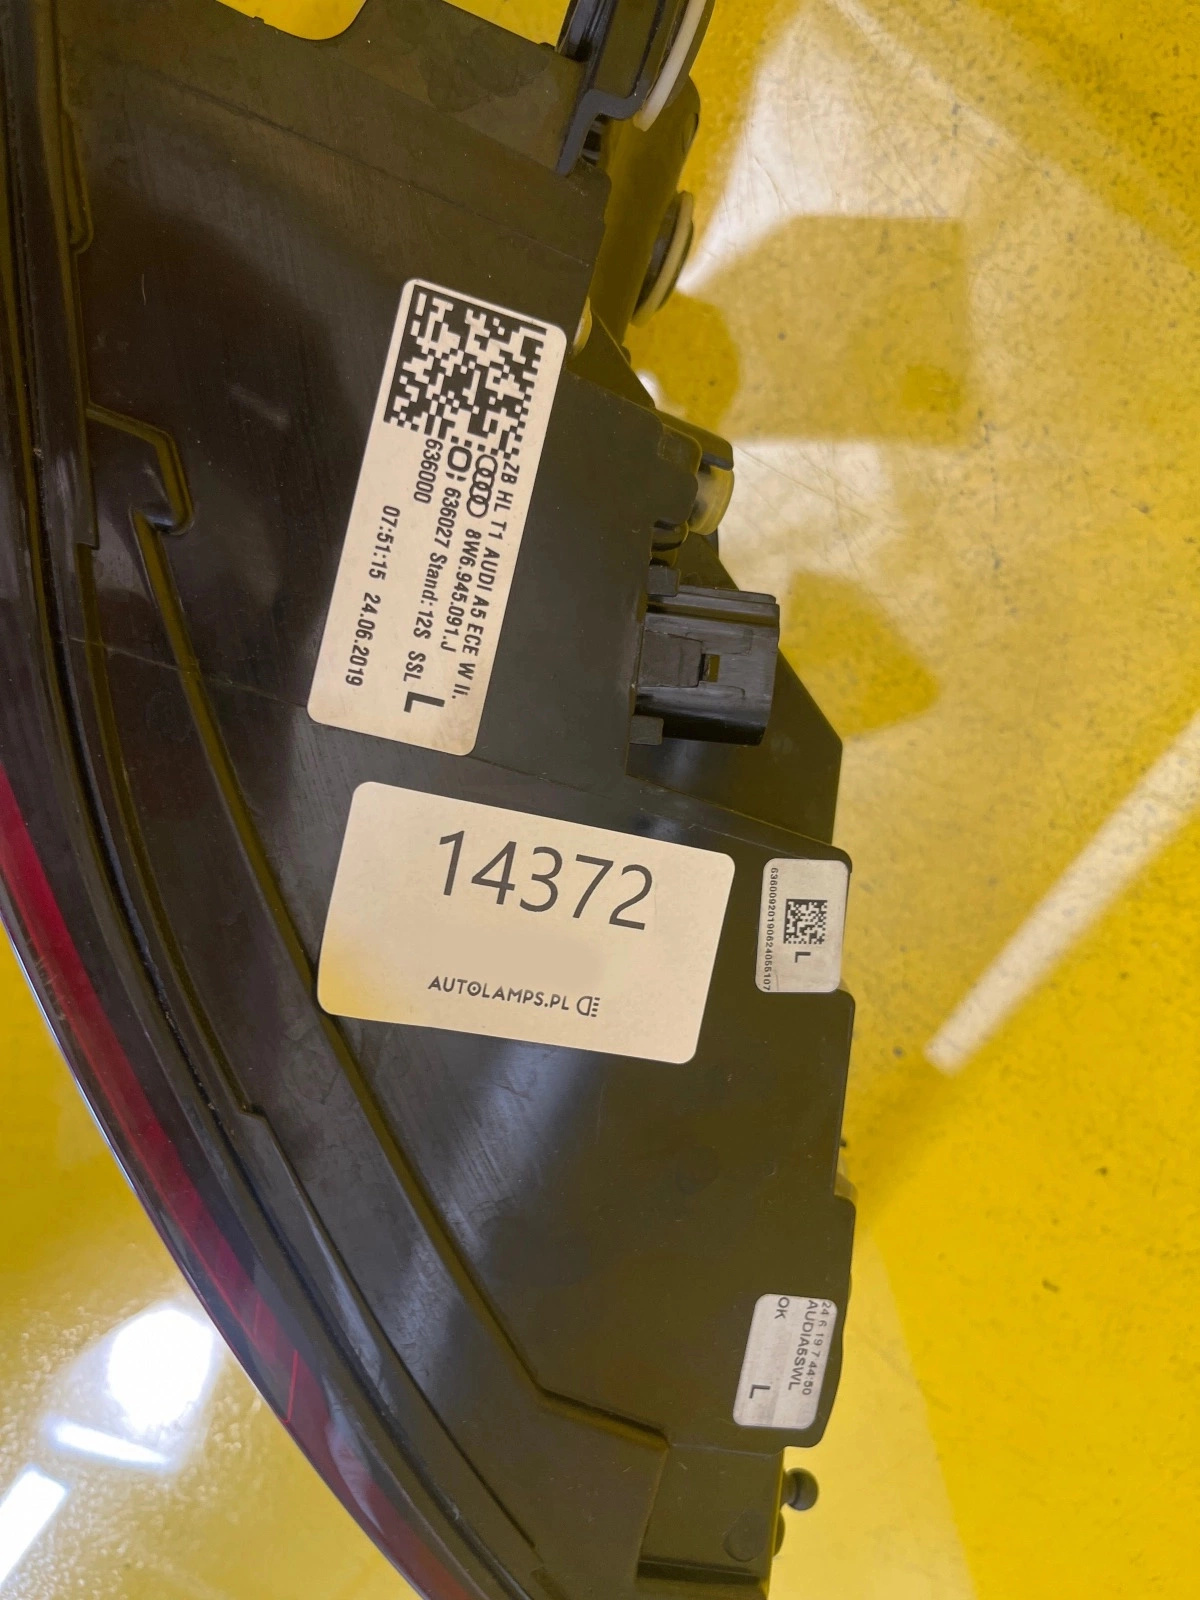 ZB HL T1 AUDI A5 ECE W II.
8W6.945.091.J
636027 Stand: 12S SSL L
636000
07:51:15 24.06.2019
14372
AUTOLAMPS.PL
63600920190624055107
L
24 6 19 7 44:50
AUDIA5SWL
OK
L